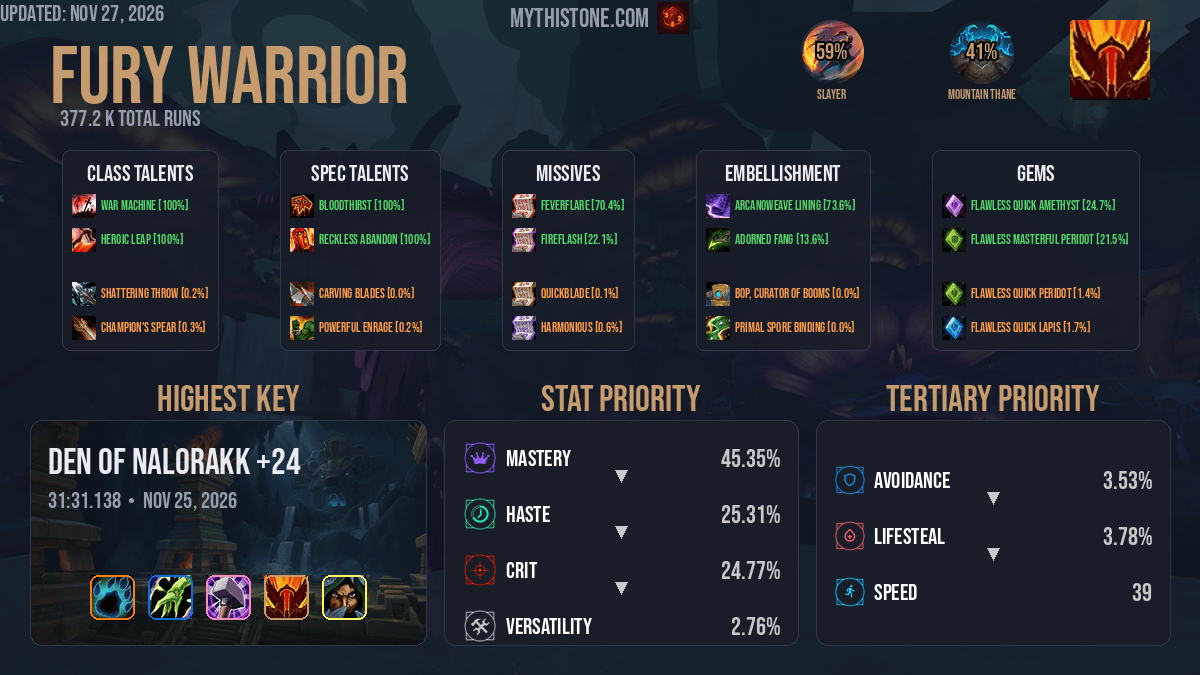 UPDATED: NOV 27, 2026
MYTHISTONE.COM
FURY WARRIOR
377.2 K TOTAL RUNS
59%
SLAYER
41%
MOUNTAIN THANE
CLASS TALENTS
WAR MACHINE [100%]
HEROIC LEAP [100%]
SHATTERING THROW [0.2%]
CHAMPION'S SPEAR [0.3%]
SPEC TALENTS
BLOODTHIRST [100%]
RECKLESS ABANDON [100%]
CARVING BLADES [0.0%]
POWERFUL ENRAGE [0.2%]
MISSIVES
FEVERFLARE [70.4%]
FIREFLASH [22.1%]
QUICKBLADE [0.1%]
HARMONIOUS [0.6%]
EMBELLISHMENT
ARCANOWEAVE LINING [73.6%]
ADORNED FANG [13.6%]
BOP, CURATOR OF BOOMS [0.0%]
PRIMAL SPORE BINDING [0.0%]
GEMS
FLAWLESS QUICK AMETHYST [24.7%]
FLAWLESS MASTERFUL PERIDOT [21.5%]
FLAWLESS QUICK PERIDOT [1.4%]
FLAWLESS QUICK LAPIS [1.7%]
HIGHEST KEY
DEN OF NALORAKK +24
31:31.138 • NOV 25, 2026
STAT PRIORITY
MASTERY 45.35%
HASTE 25.31%
CRIT 24.77%
VERSATILITY 2.76%
TERTIARY PRIORITY
AVOIDANCE 3.53%
LIFESTEAL 3.78%
SPEED 39